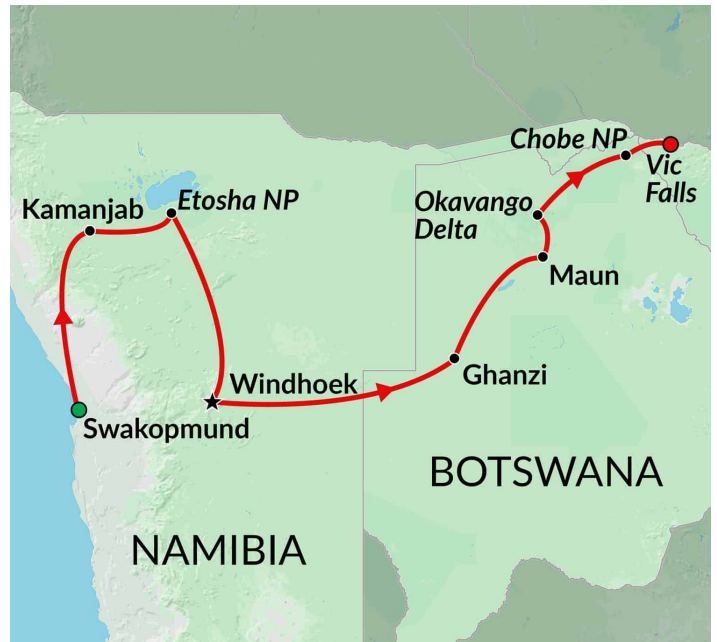 Chobe NP
Vic
Falls
Etosha NP
Kamanjab
Okavango
Delta
Maun
Ghanzi
Windhoek
Swakopmund
BOTSWANA
NAMIBIA